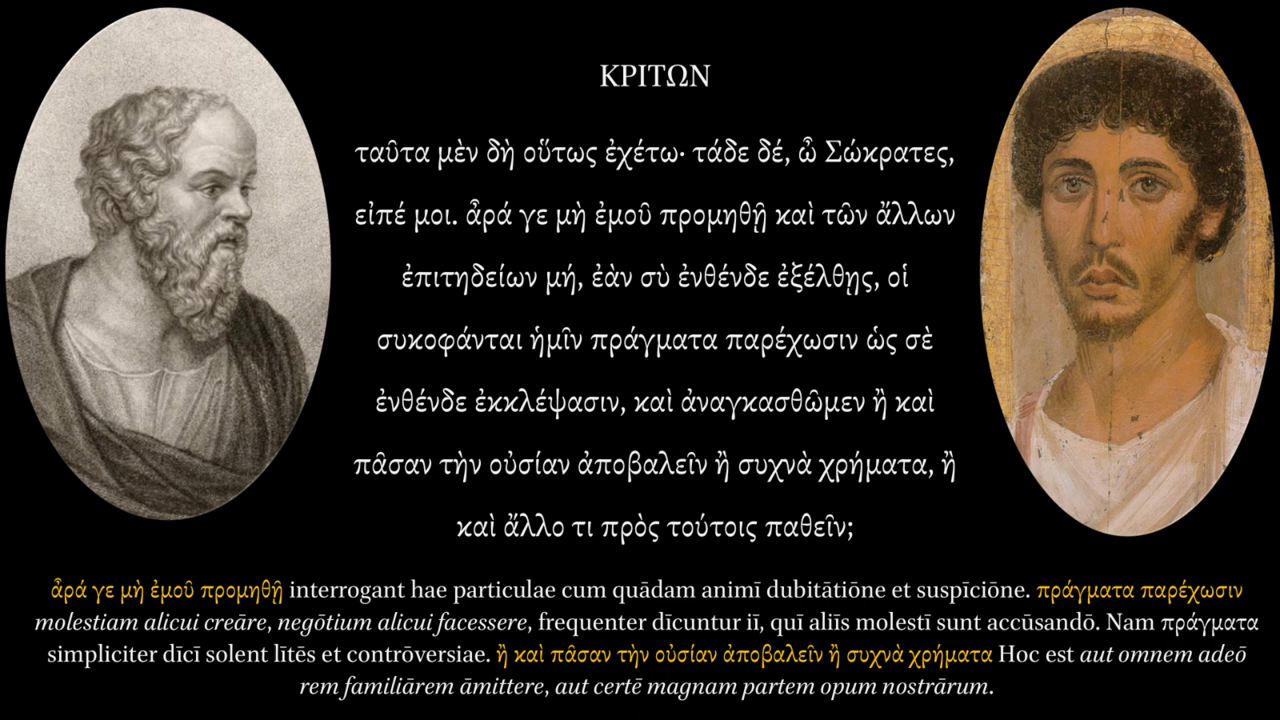 ΚΡΙΤΩΝ
ταῦτα μὲν δὴ οὕτως ἐχέτω· τάδε δέ, ὦ Σώκρατες,
εἰπέ μοι. ἆρά γε μὴ ἐμοῦ προμηθῇ καὶ τῶν ἄλλων
ἐπιτηδείων μή, ἐὰν σὺ ἐνθένδε ἐξέλθῃς, οἱ
συκοφάνται ἡμῖν πράγματα παρέχωσιν ὡς σὲ
ἐνθένδε ἐκκλέψασιν, καὶ ἀναγκασθῶμεν ἢ καὶ
πᾶσαν τὴν οὐσίαν ἀποβαλεῖν ἢ συχνὰ χρήματα, ἢ
καὶ ἄλλο τι πρὸς τούτοις παθεῖν;
ἆρά γε μὴ ἐμοῦ προμηθῇ interrogant hae particulae cum quādam animī dubitātiōne et suspīciōne. πράγματα παρέχωσιν
molestiam alicui creāre, negōtium alicui facessere, frequenter dīcuntur iī, quī aliīs molestī sunt accūsandō. Nam πράγματα
simpliciter dīcī solent lītēs et contrōversiae. ἢ καὶ πᾶσαν τὴν οὐσίαν ἀποβαλεῖν ἢ συχνὰ χρήματα Hoc est aut omnem adeō
rem familiārem āmittere, aut certē magnam partem opum nostrārum.